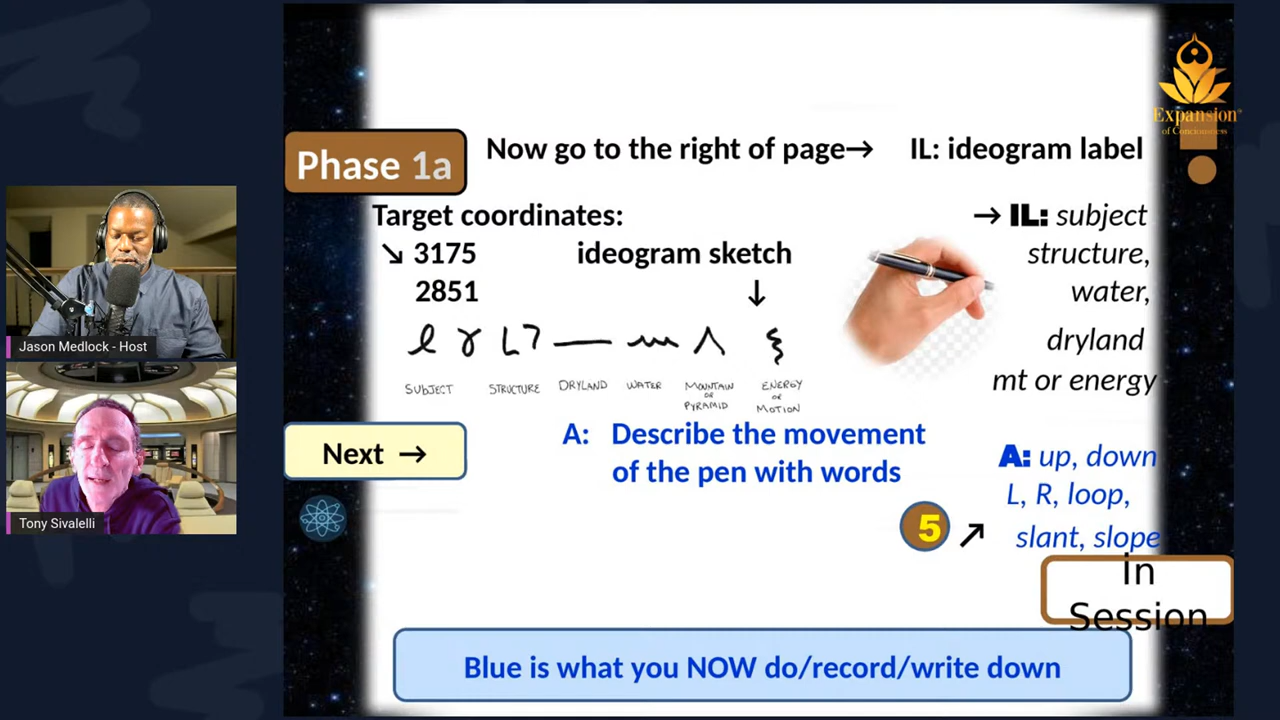 Expansion
of Conciousness
Phase 1a
Now go to the right of page→ IL: ideogram label
Target coordinates:
↘ 3175
2851
ideogram sketch
↓
→ IL: subject
structure,
water,
dryland
mt or energy
SUBJECT STRUCTURE DRYLAND WATER MOUNTAIN OR PYRAMID ENERGY OR MOTION
Next →
A: Describe the movement
of the pen with words
A: up, down
L, R, loop,
slant, slope
5 ↗
In
Session
Blue is what you NOW do/record/write down
Jason Medlock - Host
Tony Sivalelli